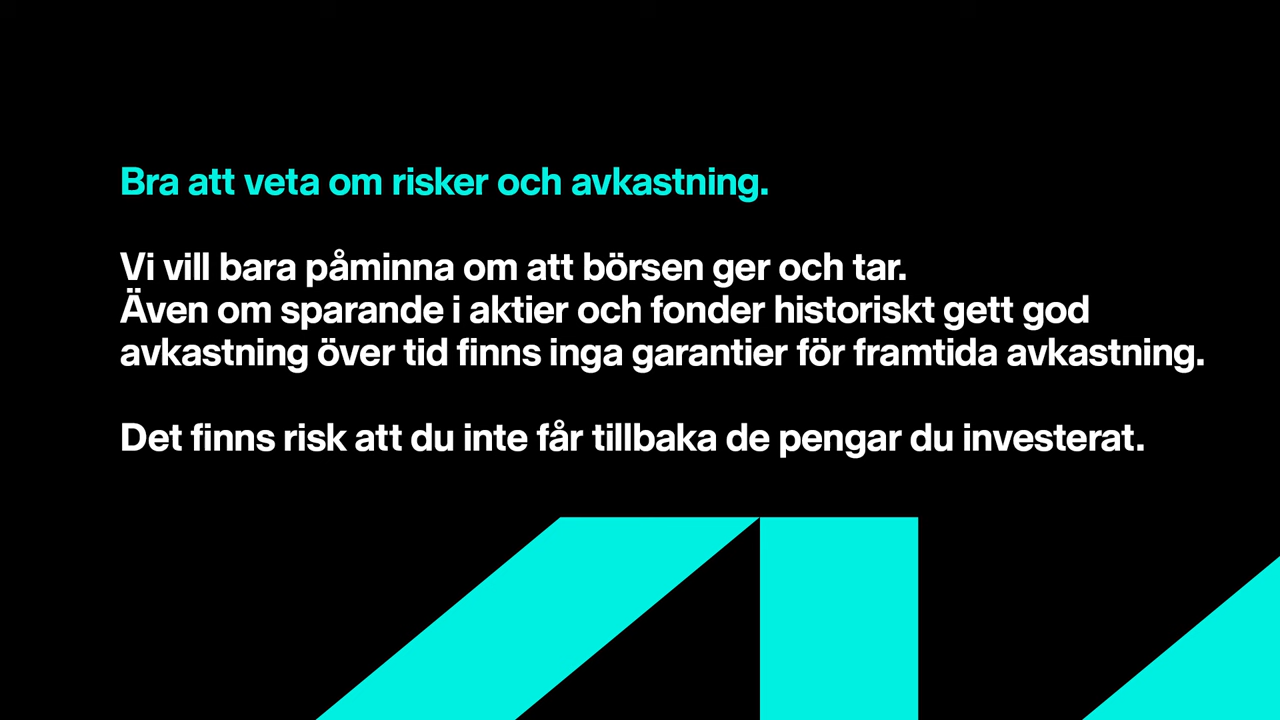 Bra att veta om risker och avkastning.
Vi vill bara påminna om att börsen ger och tar.
Även om sparande i aktier och fonder historiskt gett god
avkastning över tid finns inga garantier för framtida avkastning.
Det finns risk att du inte får tillbaka de pengar du investerat.